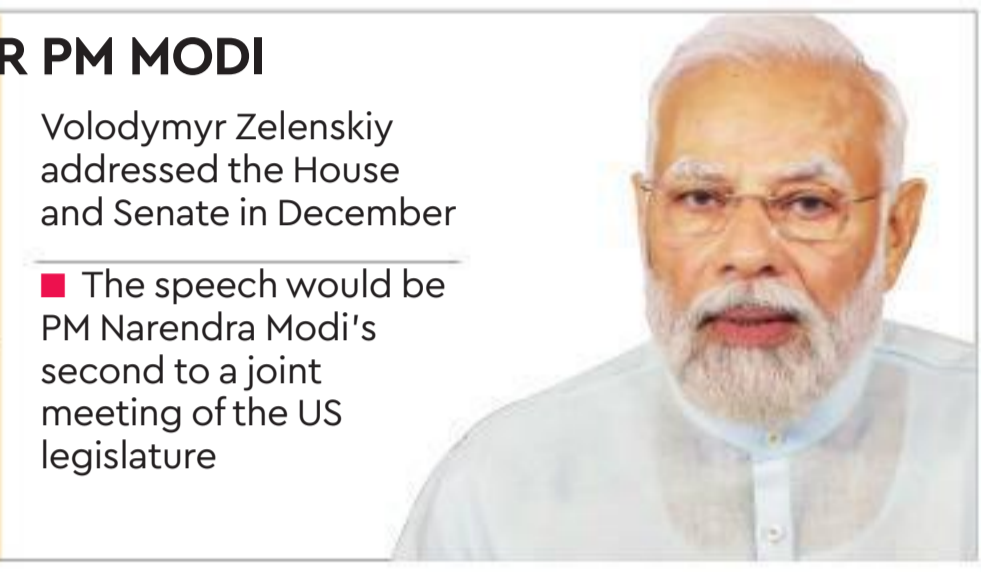 R PM MODI
Volodymyr Zelenskiy
addressed the House
and Senate in December
The speech would be
PM Narendra Modi's
second to a joint
meeting of the US
legislature